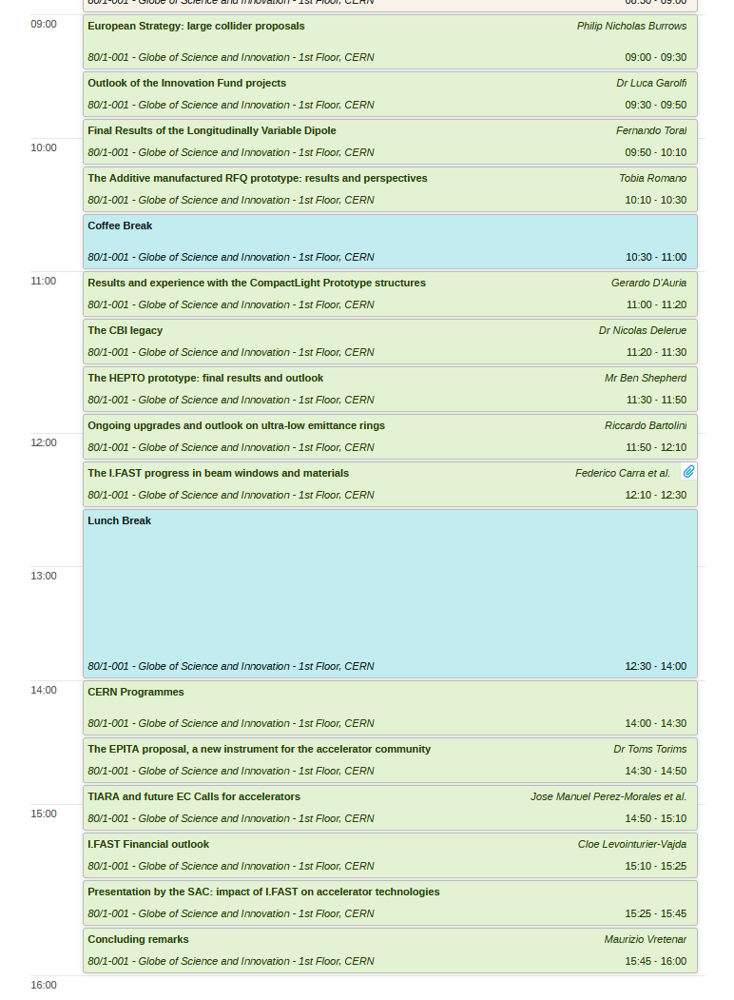 80/1-001 - Globe of Science and Innovation - 1st Floor, CERN 08:30 - 09:00
09:00
European Strategy: large collider proposals Philip Nicholas Burrows
80/1-001 - Globe of Science and Innovation - 1st Floor, CERN 09:00 - 09:30
Outlook of the Innovation Fund projects Dr Luca Garolfi
80/1-001 - Globe of Science and Innovation - 1st Floor, CERN 09:30 - 09:50
Final Results of the Longitudinally Variable Dipole Fernando Toral
10:00
80/1-001 - Globe of Science and Innovation - 1st Floor, CERN 09:50 - 10:10
The Additive manufactured RFQ prototype: results and perspectives Tobia Romano
80/1-001 - Globe of Science and Innovation - 1st Floor, CERN 10:10 - 10:30
Coffee Break
80/1-001 - Globe of Science and Innovation - 1st Floor, CERN 10:30 - 11:00
11:00
Results and experience with the CompactLight Prototype structures Gerardo D'Auria
80/1-001 - Globe of Science and Innovation - 1st Floor, CERN 11:00 - 11:20
The CBI legacy Dr Nicolas Delerue
80/1-001 - Globe of Science and Innovation - 1st Floor, CERN 11:20 - 11:30
The HEPTO prototype: final results and outlook Mr Ben Shepherd
80/1-001 - Globe of Science and Innovation - 1st Floor, CERN 11:30 - 11:50
Ongoing upgrades and outlook on ultra-low emittance rings Riccardo Bartolini
12:00
80/1-001 - Globe of Science and Innovation - 1st Floor, CERN 11:50 - 12:10
The I.FAST progress in beam windows and materials Federico Carra et al.
80/1-001 - Globe of Science and Innovation - 1st Floor, CERN 12:10 - 12:30
Lunch Break
13:00
80/1-001 - Globe of Science and Innovation - 1st Floor, CERN 12:30 - 14:00
14:00
CERN Programmes
80/1-001 - Globe of Science and Innovation - 1st Floor, CERN 14:00 - 14:30
The EPITA proposal, a new instrument for the accelerator community Dr Toms Torims
80/1-001 - Globe of Science and Innovation - 1st Floor, CERN 14:30 - 14:50
TIARA and future EC Calls for accelerators Jose Manuel Perez-Morales et al.
15:00
80/1-001 - Globe of Science and Innovation - 1st Floor, CERN 14:50 - 15:10
I.FAST Financial outlook Cloe Levointurier-Vajda
80/1-001 - Globe of Science and Innovation - 1st Floor, CERN 15:10 - 15:25
Presentation by the SAC: impact of I.FAST on accelerator technologies
80/1-001 - Globe of Science and Innovation - 1st Floor, CERN 15:25 - 15:45
Concluding remarks Maurizio Vretenar
80/1-001 - Globe of Science and Innovation - 1st Floor, CERN 15:45 - 16:00
16:00